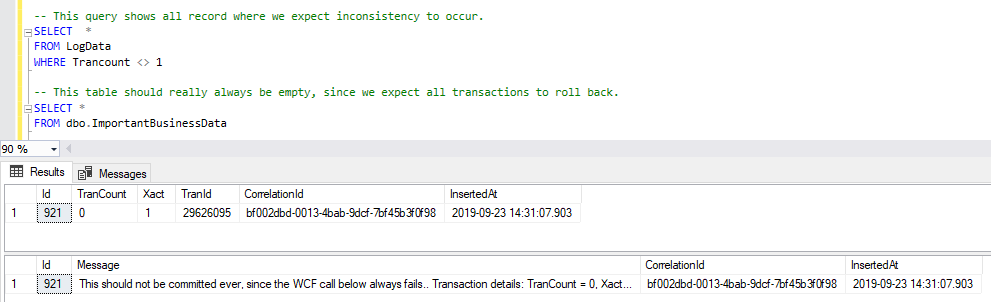 -- This query shows all record where we expect inconsistency to occur.
SELECT *
FROM LogData
WHERE Trancount <> 1
-- This table should really always be empty, since we expect all transactions to roll back.
SELECT *
FROM dbo.ImportantBusinessData
90 %
Results Messages
Id TranCount Xact TranId CorrelationId InsertedAt
1 921 0 1 29626095 bf002dbd-0013-4bab-9dcf-7bf45b3f0f98 2019-09-23 14:31:07.903
Id Message CorrelationId InsertedAt
1 921 This should not be committed ever, since the WCF call below always fails.. Transaction details: TranCount = 0, Xact... bf002dbd-0013-4bab-9dcf-7bf45b3f0f98 2019-09-23 14:31:07.903